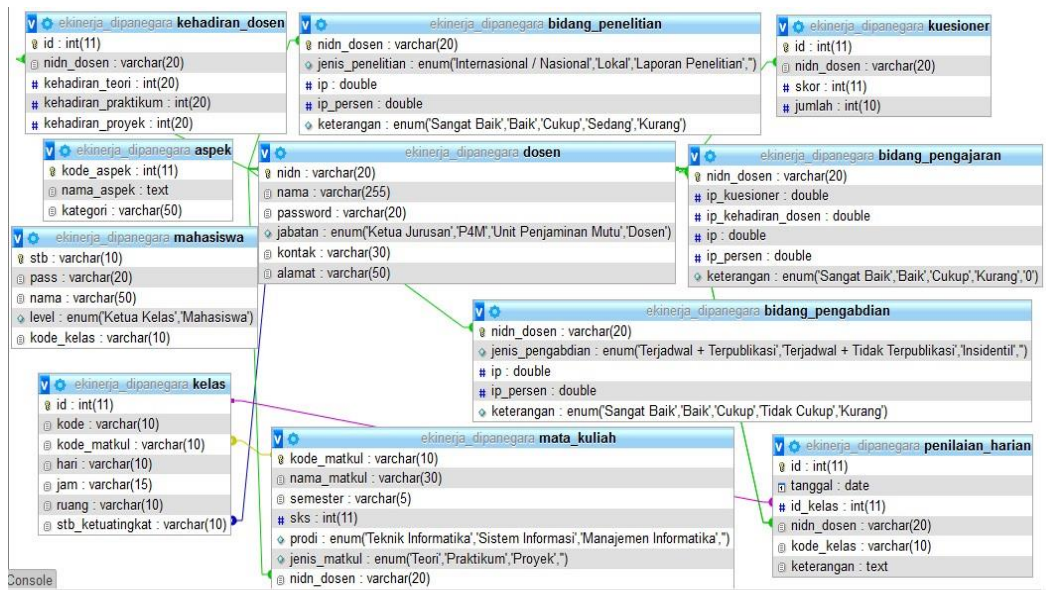 ekinerja_dipanegara kehadiran_dosen
id : int(11)
nidn_dosen : varchar(20)
# kehadiran_teori : int(20)
# kehadiran_praktikum : int(20)
# kehadiran_proyek : int(20)
ekinerja_dipanegara bidang_penelitian
nidn_dosen : varchar(20)
jenis_penelitian : enum('Internasional / Nasional','Lokal','Laporan Penelitian','')
# ip : double
# ip_persen : double
keterangan : enum('Sangat Baik','Baik','Cukup','Sedang','Kurang')
ekinerja_dipanegara kuesioner
id : int(11)
nidn_dosen : varchar(20)
# skor : int(11)
# jumlah : int(10)
ekinerja_dipanegara aspek
kode_aspek : int(11)
nama_aspek : text
kategori : varchar(50)
ekinerja_dipanegara dosen
nidn : varchar(20)
nama : varchar(255)
password : varchar(20)
jabatan : enum('Ketua Jurusan','P4M','Unit Penjaminan Mutu','Dosen')
kontak : varchar(30)
alamat : varchar(50)
ekinerja_dipanegara bidang_pengajaran
nidn_dosen : varchar(20)
# ip_kuesioner : double
# ip_kehadiran_dosen : double
# ip : double
# ip_persen : double
keterangan : enum('Sangat Baik','Baik','Cukup','Kurang','0')
ekinerja_dipanegara mahasiswa
stb : varchar(10)
pass : varchar(20)
nama : varchar(50)
level : enum('Ketua Kelas','Mahasiswa')
kode_kelas : varchar(10)
ekinerja_dipanegara bidang_pengabdian
nidn_dosen : varchar(20)
jenis_pengabdian : enum('Terjadwal + Terpublikasi','Terjadwal + Tidak Terpublikasi','Insidentil','')
# ip : double
# ip_persen : double
keterangan : enum('Sangat Baik','Baik','Cukup','Tidak Cukup','Kurang')
ekinerja_dipanegara kelas
id : int(11)
kode : varchar(10)
kode_matkul : varchar(10)
hari : varchar(10)
jam : varchar(15)
ruang : varchar(10)
stb_ketuatingkat : varchar(10)
ekinerja_dipanegara mata_kuliah
kode_matkul : varchar(10)
nama_matkul : varchar(30)
semester : varchar(5)
# sks : int(11)
prodi : enum('Teknik Informatika','Sistem Informasi','Manajemen Informatika','')
jenis_matkul : enum('Teori','Praktikum','Proyek','')
nidn_dosen : varchar(20)
ekinerja_dipanegara penilaian_harian
id : int(11)
tanggal : date
# id_kelas : int(11)
nidn_dosen : varchar(20)
kode_kelas : varchar(10)
keterangan : text
Console